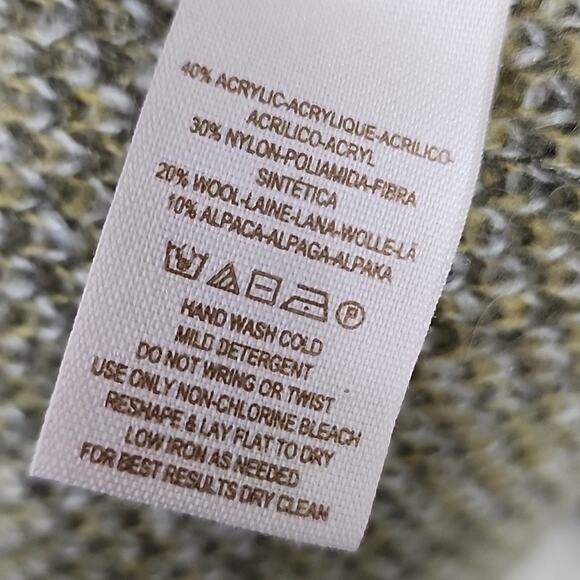 40% ACRYLIC-ACRYLIQUE-ACRILICO-
ACRILICO-ACRYL
30% NYLON-POLIAMIDA-FIBRA
SINTETICA
20% WOOL-LAINE-LANA-WOLLE-LÃ
10% ALPACA-ALPAGA-ALPAKA
P
HAND WASH COLD
MILD DETERGENT
DO NOT WRING OR TWIST
USE ONLY NON-CHLORINE BLEACH
RESHAPE & LAY FLAT TO DRY
LOW IRON AS NEEDED
FOR BEST RESULTS DRY CLEAN